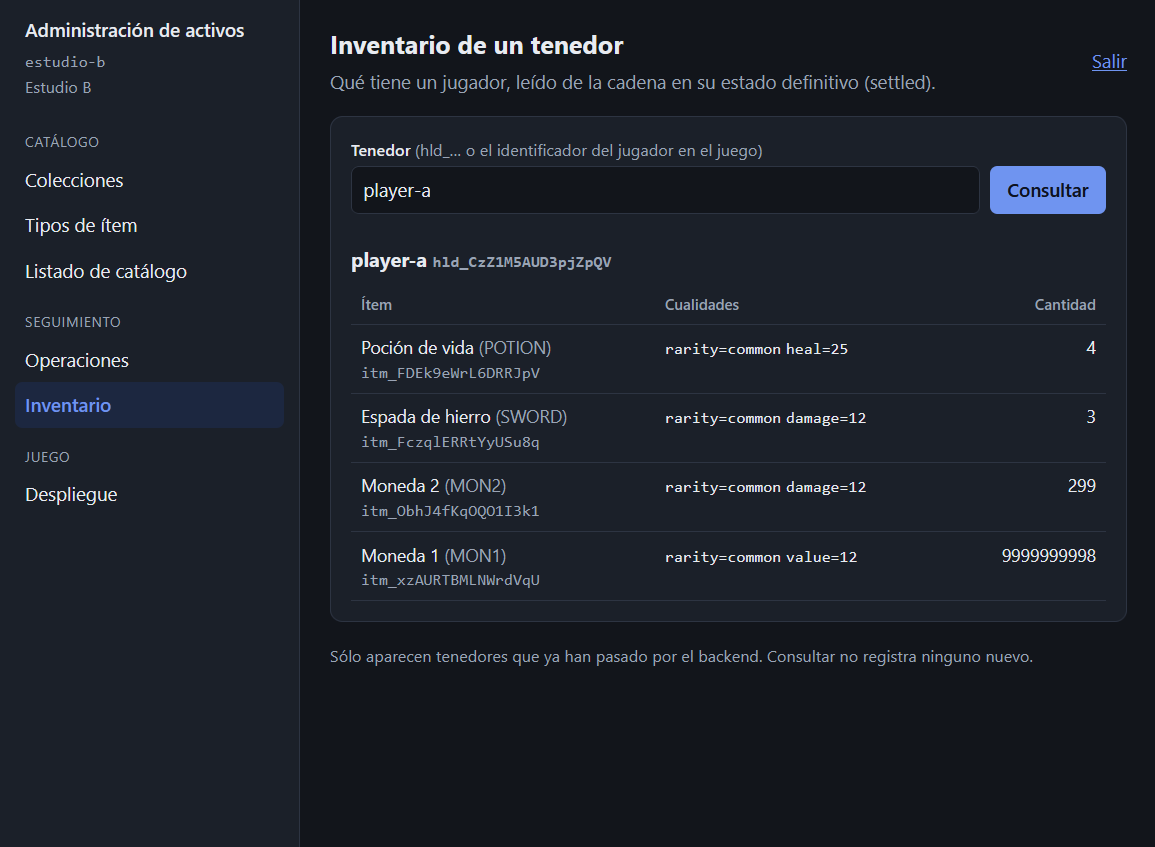 Administración de activos
estudio-b
Estudio B
CATÁLOGO
Colecciones
Tipos de ítem
Listado de catálogo
SEGUIMIENTO
Operaciones
Inventario
JUEGO
Despliegue
Inventario de un tenedor
Salir
Qué tiene un jugador, leído de la cadena en su estado definitivo (settled).
Tenedor (hld_... o el identificador del jugador en el juego)
player-a
Consultar
player-a hld_CzZ1M5AUD3pjZpQV
Ítem Cualidades Cantidad
Poción de vida (POTION) rarity=common heal=25 4
itm_FDEk9eWrL6DRRJpV
Espada de hierro (SWORD) rarity=common damage=12 3
itm_FczqlERRtYyUSu8q
Moneda 2 (MON2) rarity=common damage=12 299
itm_ObhJ4fKqOQO1I3k1
Moneda 1 (MON1) rarity=common value=12 9999999998
itm_xzAURTBMLNWrdVqU
Sólo aparecen tenedores que ya han pasado por el backend. Consultar no registra ninguno nuevo.